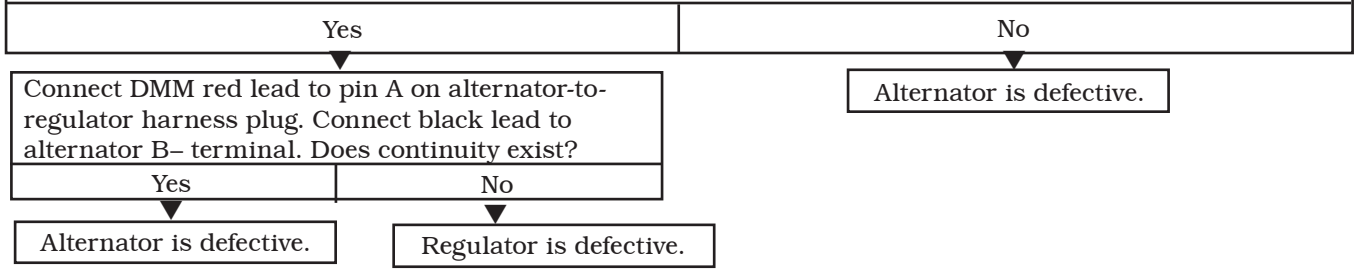 Yes
No
Connect DMM red lead to pin A on alternator-to-
regulator harness plug. Connect black lead to
alternator B– terminal. Does continuity exist?
Alternator is defective.
Yes
No
Alternator is defective.
Regulator is defective.